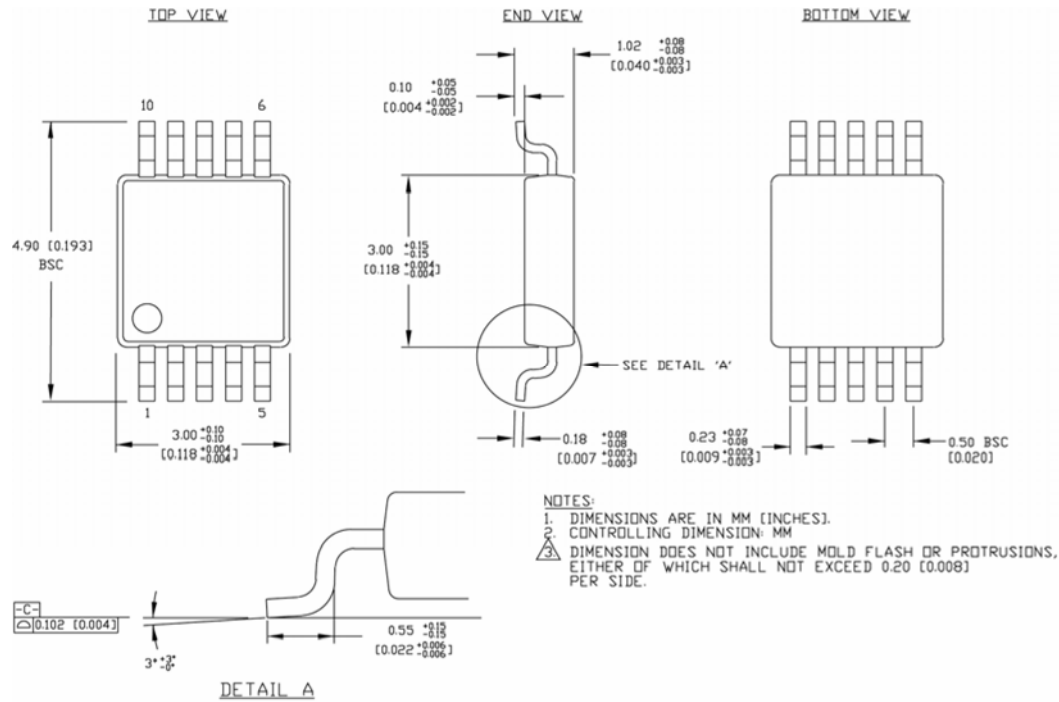 TOP VIEW
END VIEW
BOTTOM VIEW
10
6
4.90 [0.193]
BSC
1
5
3.00 +0.10 -0.10
[0.118 +0.004 -0.004]
1.02 +0.08 -0.08
[0.040 +0.003 -0.003]
0.10 +0.05 -0.05
[0.004 +0.002 -0.002]
3.00 +0.15 -0.15
[0.118 +0.004 -0.004]
SEE DETAIL 'A'
0.18 +0.08 -0.08
[0.007 +0.003 -0.003]
0.23 +0.07 -0.08
[0.009 +0.003 -0.003]
0.50 BSC
[0.020]
NOTES:
1. DIMENSIONS ARE IN MM [INCHES].
2. CONTROLLING DIMENSION: MM
3. DIMENSION DOES NOT INCLUDE MOLD FLASH OR PROTRUSIONS,
EITHER OF WHICH SHALL NOT EXCEED 0.20 [0.008]
PER SIDE.
-C-
0.102 [0.004]
3° +3° -0°
0.55 +0.15 -0.15
[0.022 +0.006 -0.006]
DETAIL A